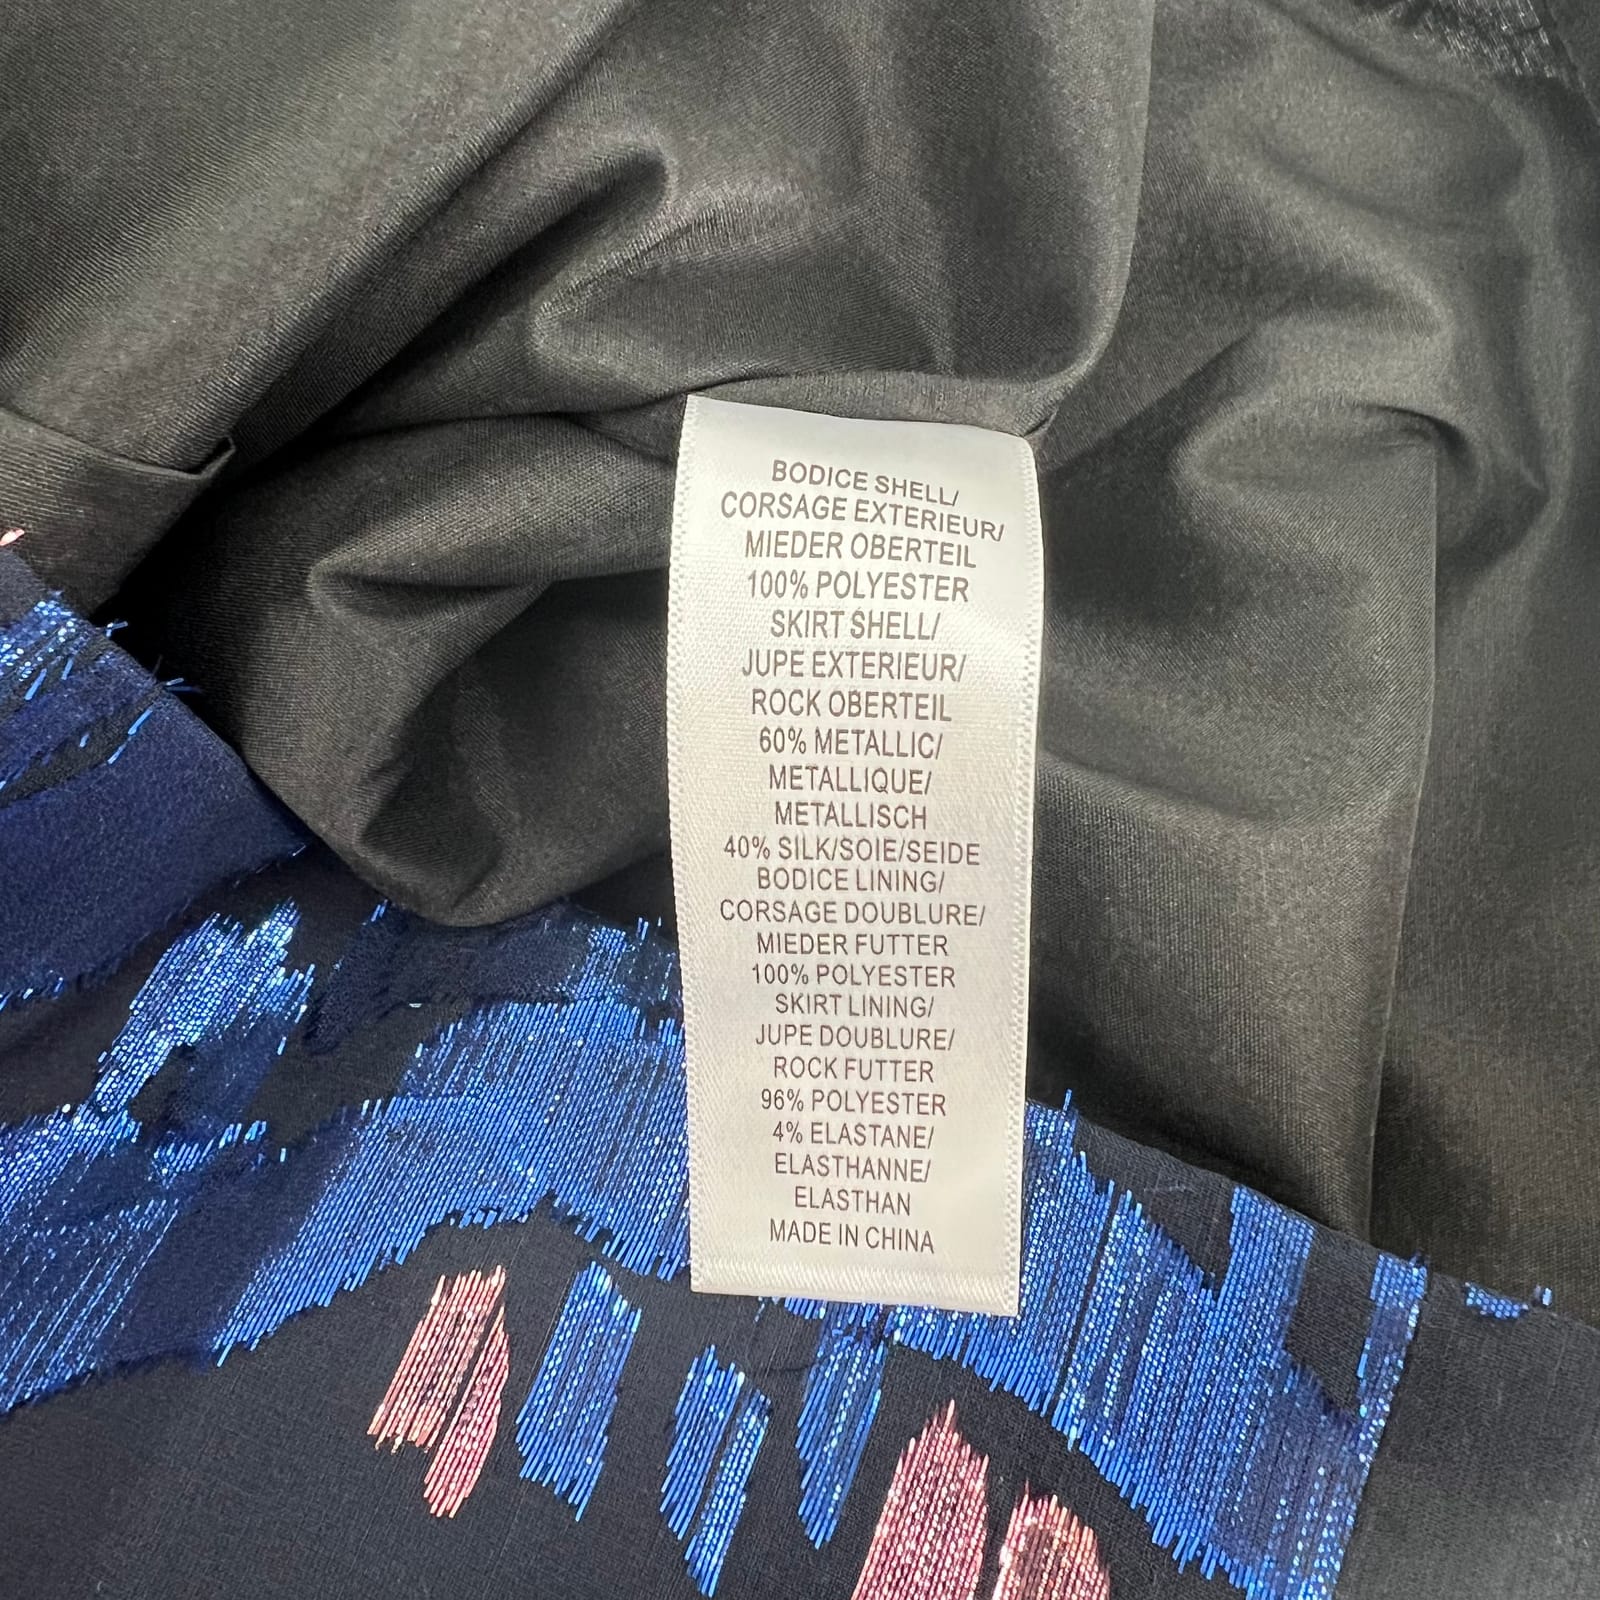 BODICE SHELL/
CORSAGE EXTERIEUR/
MIEDER OBERTEIL
100% POLYESTER
SKIRT SHELL/
JUPE EXTERIEUR/
ROCK OBERTEIL
60% METALLIC/
METALLIQUE/
METALLISCH
40% SILK/SOIE/SEIDE
BODICE LINING/
CORSAGE DOUBLURE/
MIEDER FUTTER
100% POLYESTER
SKIRT LINING/
JUPE DOUBLURE/
ROCK FUTTER
96% POLYESTER
4% ELASTANE/
ELASTHANNE/
ELASTHAN
MADE IN CHINA